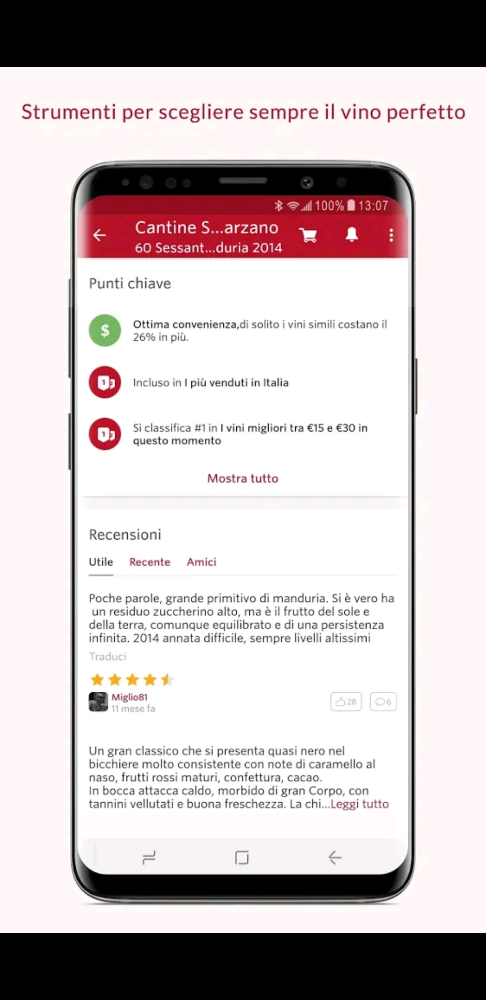 Strumenti per scegliere sempre il vino perfetto
100% 13:07
Cantine S...arzano
60 Sessant...duria 2014
Punti chiave
$
Ottima convenienza,di solito i vini simili costano il
26% in più.
1 2
Incluso in I più venduti in Italia
1 2
Si classifica #1 in I vini migliori tra €15 e €30 in
questo momento
Mostra tutto
Recensioni
Utile Recente Amici
Poche parole, grande primitivo di manduria. Si è vero ha
un residuo zuccherino alto, ma è il frutto del sole e
della terra, comunque equilibrato e di una persistenza
infinita. 2014 annata difficile, sempre livelli altissimi
Traduci
Miglio81
11 mese fa
28 6
Un gran classico che si presenta quasi nero nel
bicchiere molto consistente con note di caramello al
naso, frutti rossi maturi, confettura, cacao.
In bocca attacca caldo, morbido di gran Corpo, con
tannini vellutati e buona freschezza. La chi...Leggi tutto